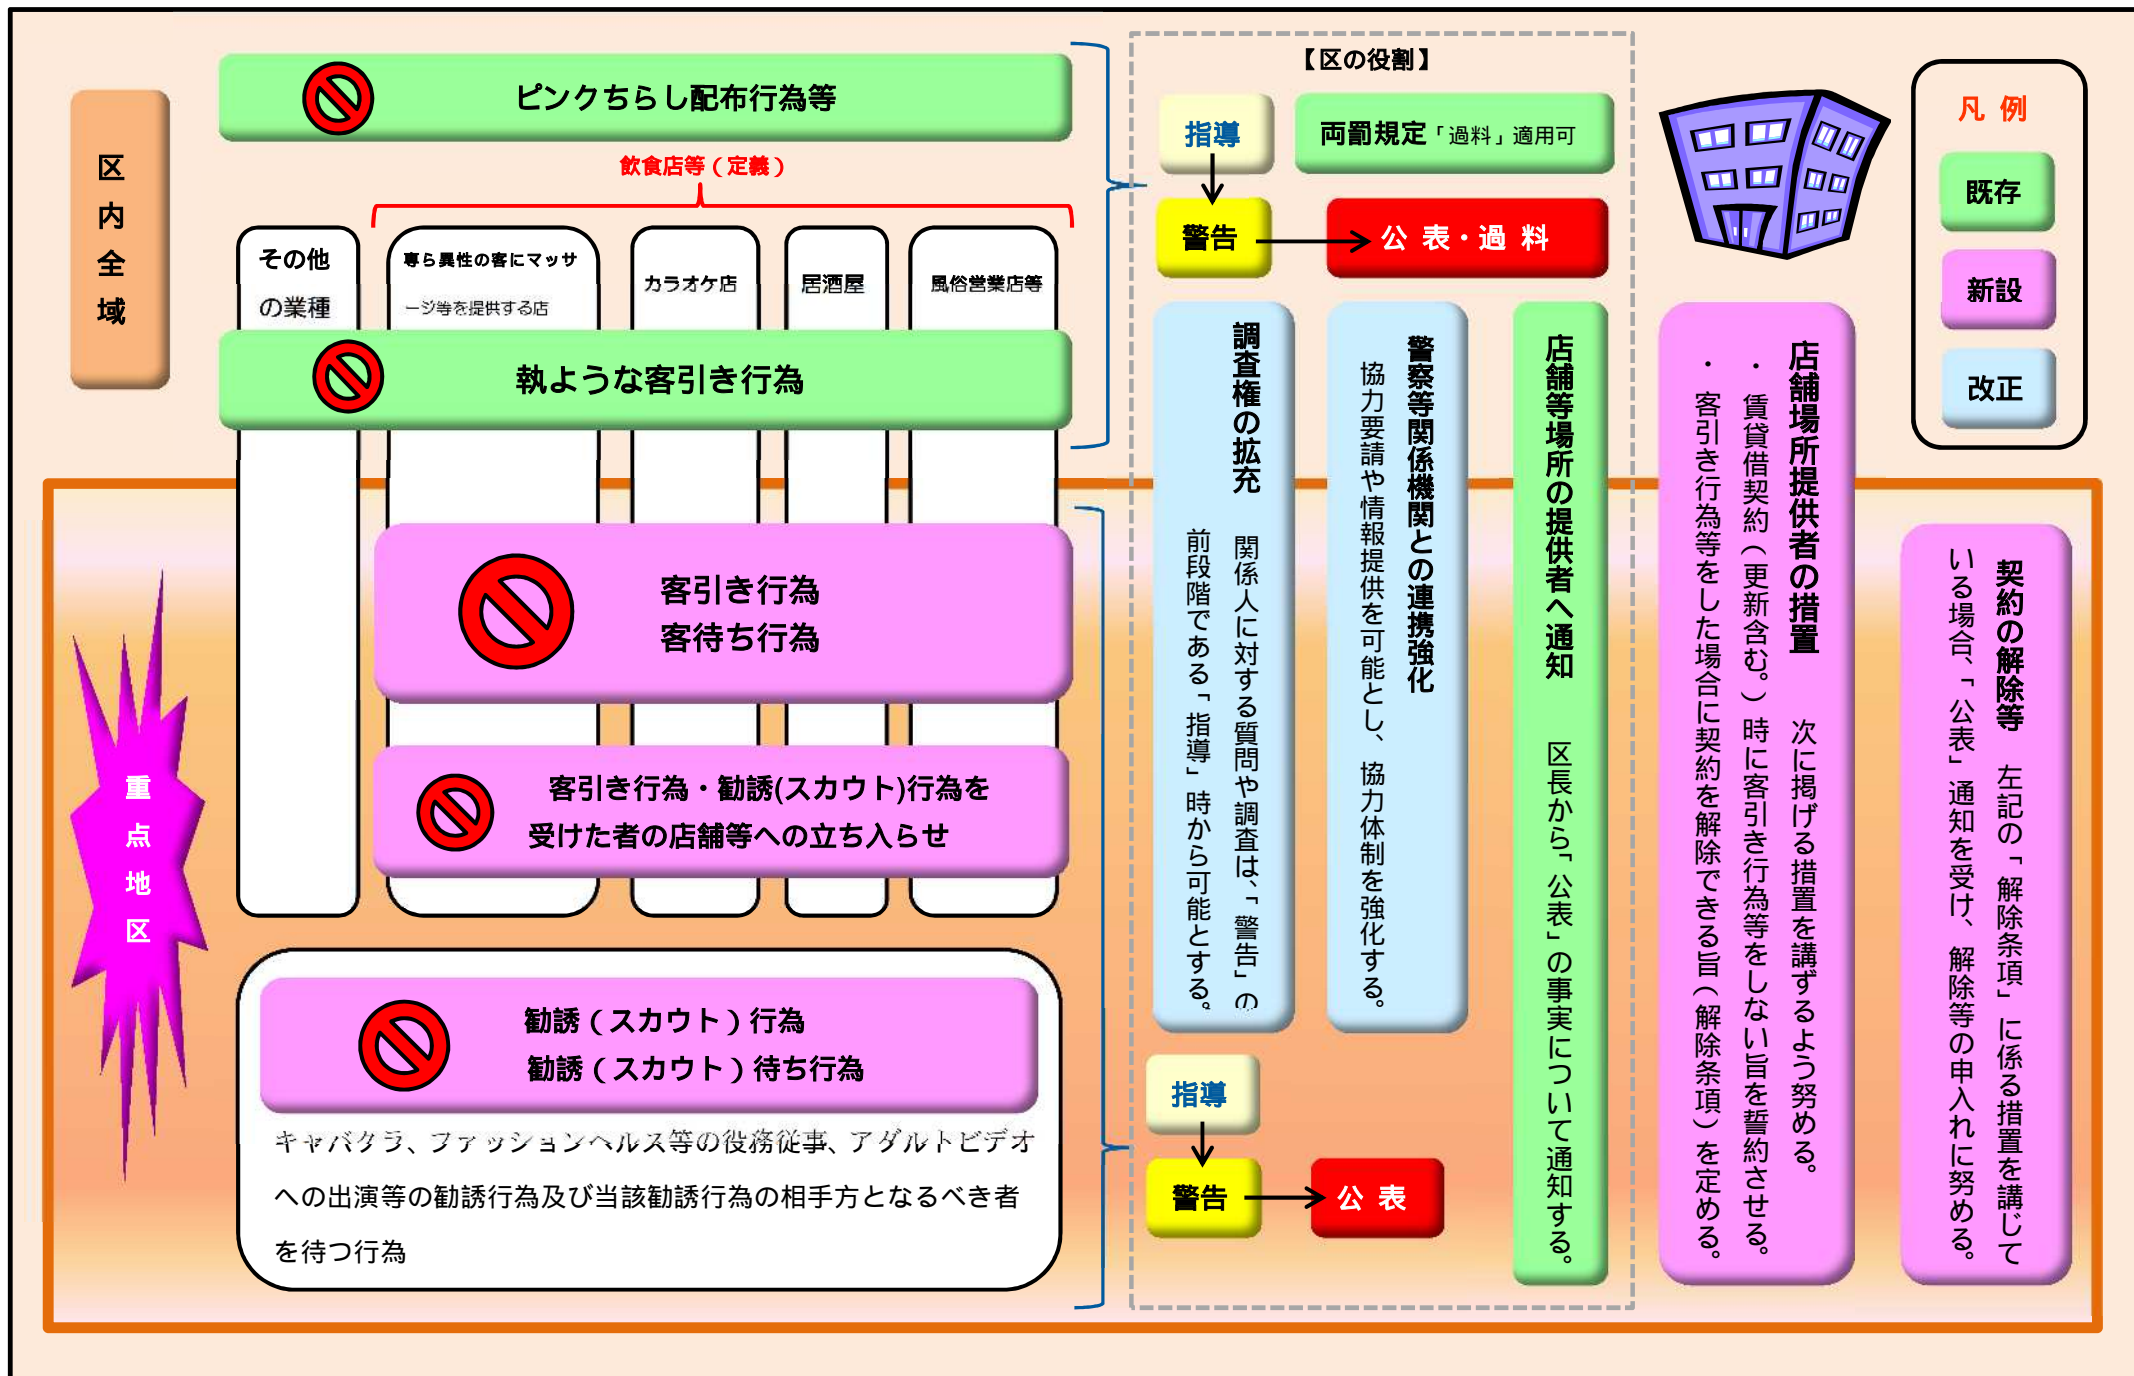 区内全域
ピンクちらし配布行為等
飲食店等（定義）
その他
の業種
専ら異性の客にマッサ
ージ等を提供する店
カラオケ店
居酒屋
風俗営業店等
執ような客引き行為
重点地区
客引き行為
客待ち行為
客引き行為・勧誘(スカウト)行為を
受けた者の店舗等への立ち入らせ
勧誘（スカウト）行為
勧誘（スカウト）待ち行為
キャバクラ、ファッションヘルス等の役務従事、アダルトビデオ
への出演等の勧誘行為及び当該勧誘行為の相手方となるべき者
を待つ行為
【区の役割】
指導
両罰規定「過料」適用可
警告
公表・過料
調査権の拡充 関係人に対する質問や調査は、「警告」の
前段階である「指導」時から可能とする。
警察等関係機関との連携強化
協力要請や情報提供を可能とし、協力体制を強化する。
店舗等場所の提供者へ通知 区長から「公表」の事実について通知する。
指導
警告
公表
店舗場所提供者の措置 次に掲げる措置を講ずるよう努める。
・賃貸借契約（更新含む。）時に客引き行為等をしない旨を誓約させる。
・客引き行為等をした場合に契約を解除できる旨（解除条項）を定める。
契約の解除等 左記の「解除条項」に係る措置を講じて
いる場合、「公表」通知を受け、解除等の申入れに努める。
凡例
既存
新設
改正